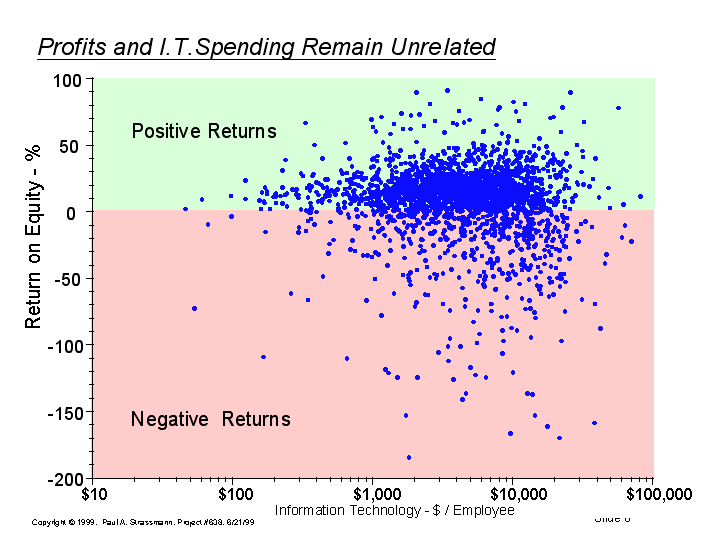 Profits and I.T.Spending Remain Unrelated
100
Positive Returns
50
0
-50
-100
-150
-200
Return on Equity - %
Negative Returns
$10
$100
$1,000
$10,000
$100,000
Information Technology - $ / Employee
Copyright © 1999, Paul A. Strassmann, Project #638, 6/21/99
Slide